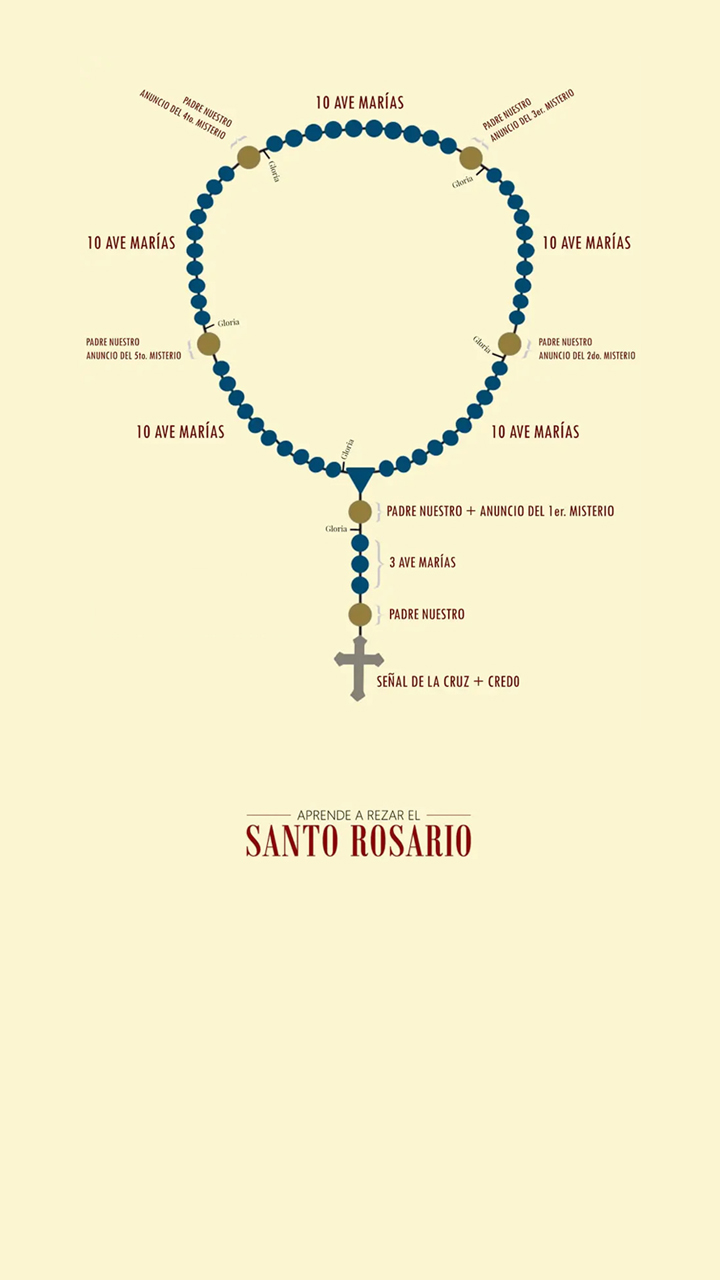 10 AVE MARÍAS
PADRE NUESTRO
ANUNCIO DEL 4to. MISTERIO
PADRE NUESTRO
ANUNCIO DEL 3er. MISTERIO
Gloria
Gloria
10 AVE MARÍAS
10 AVE MARÍAS
Gloria
Gloria
PADRE NUESTRO
ANUNCIO DEL 5to. MISTERIO
PADRE NUESTRO
ANUNCIO DEL 2do. MISTERIO
10 AVE MARÍAS
10 AVE MARÍAS
Gloria
PADRE NUESTRO + ANUNCIO DEL 1er. MISTERIO
Gloria
3 AVE MARÍAS
PADRE NUESTRO
SEÑAL DE LA CRUZ + CREDO
APRENDE A REZAR EL
SANTO ROSARIO